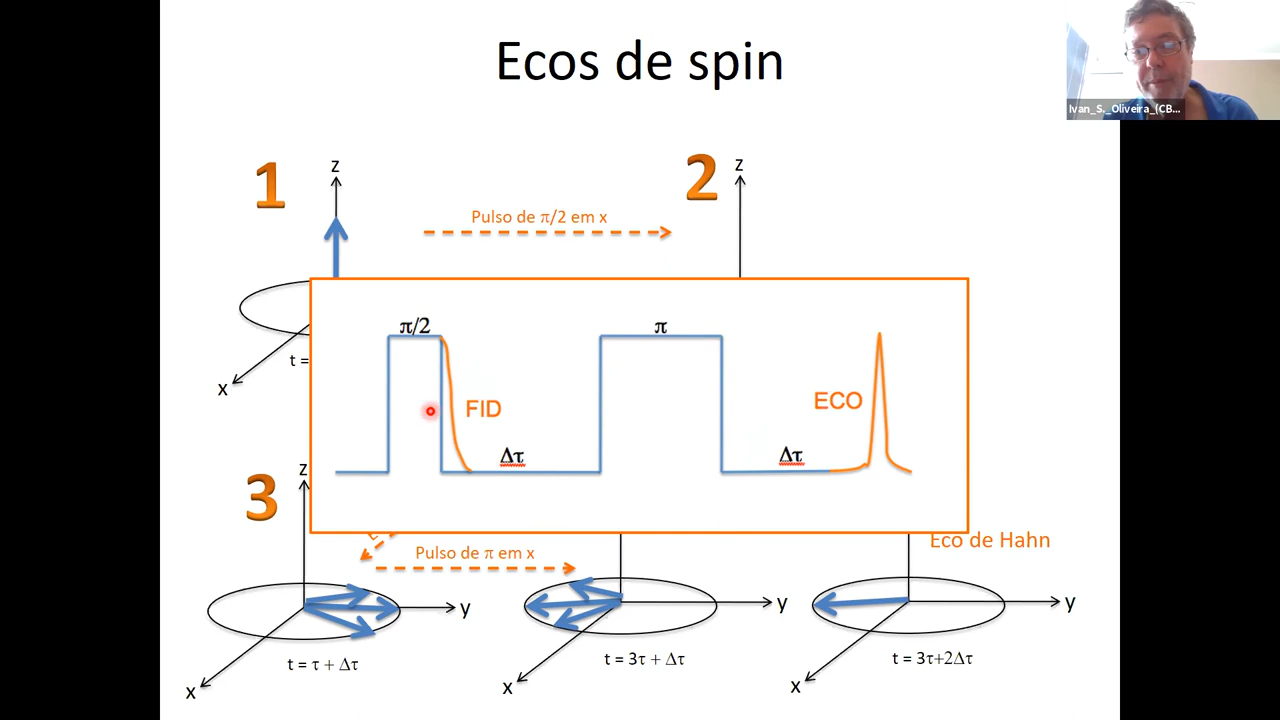 Ecos de spin
Ivan_S._Oliveira_(CB...
1
z
2
z
Pulso de π/2 em x
t =
x
π/2
π
FID
ECO
Δτ
Δτ
3
z
Pulso de π em x
Eco de Hahn
y
y
y
t = τ + Δτ
t = 3τ + Δτ
t = 3τ+2Δτ
x
x
x